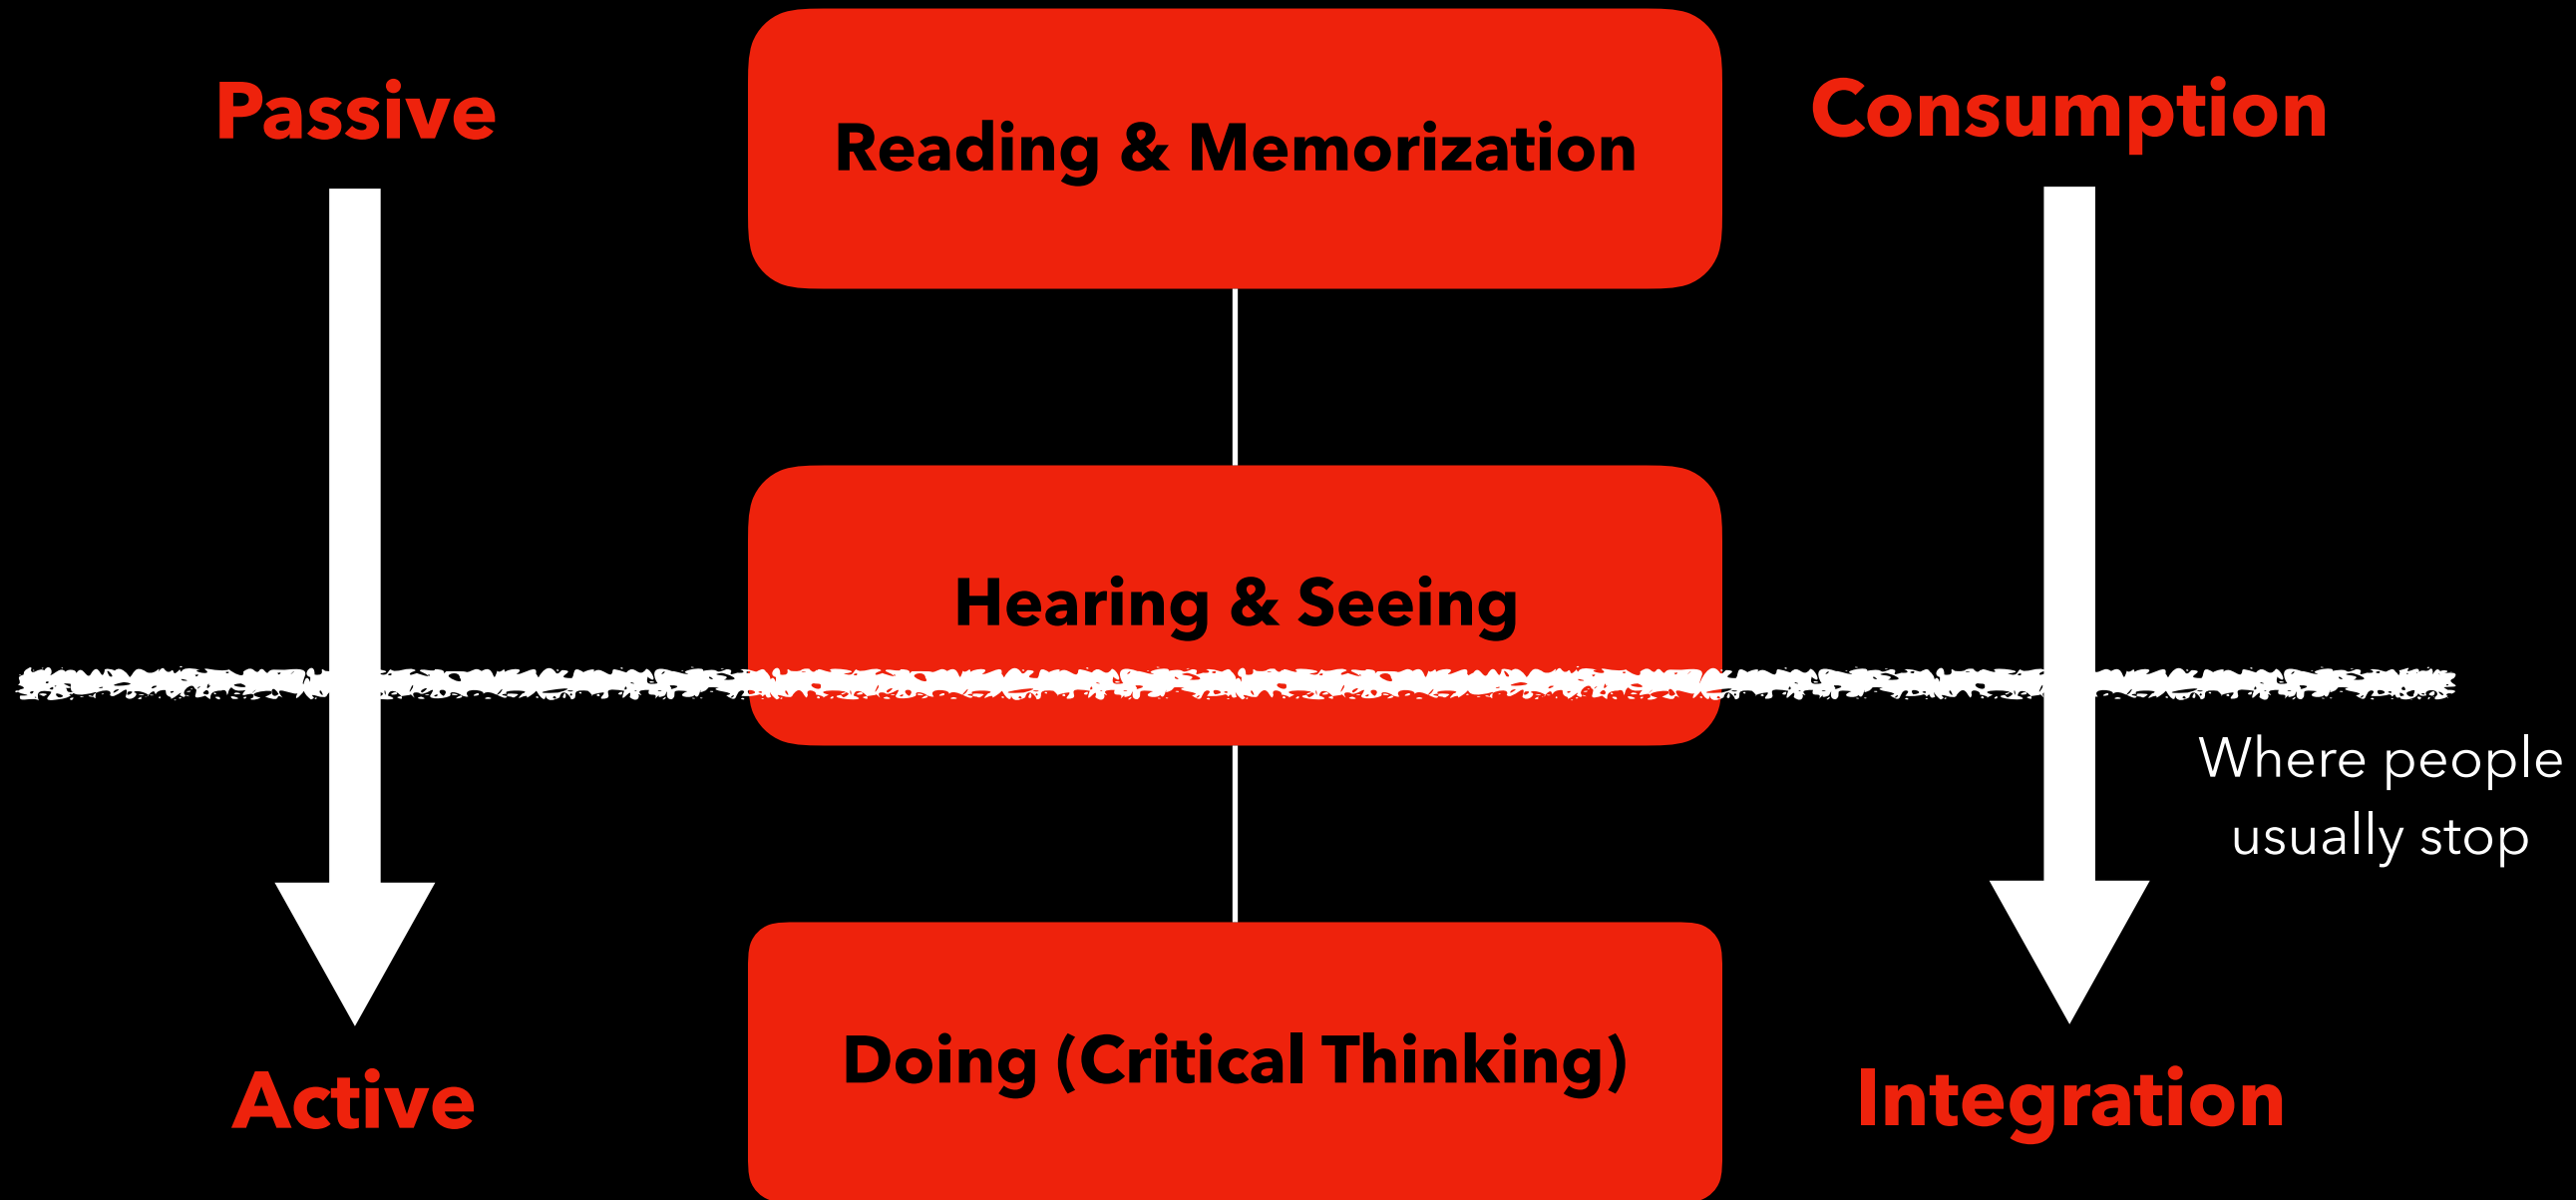 Passive
Reading & Memorization
Consumption
Hearing & Seeing
Where people
usually stop
Active
Doing (Critical Thinking)
Integration